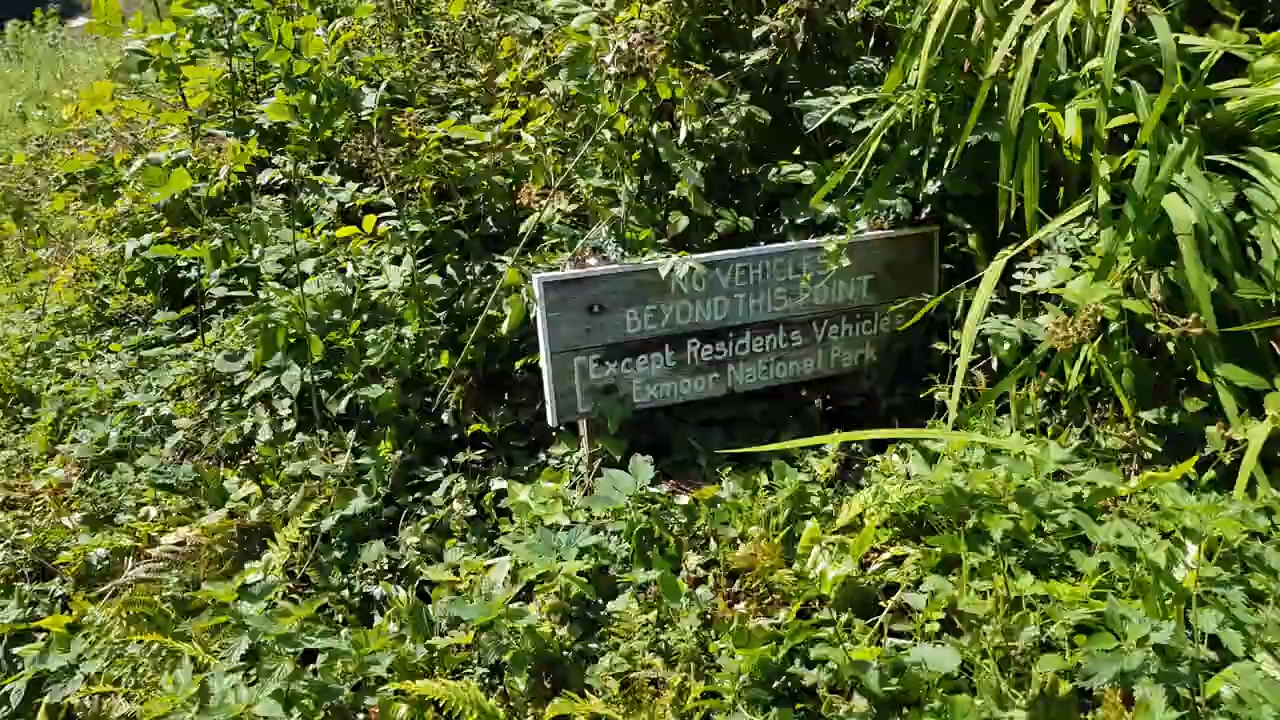 NO VEHICLES
BEYOND THIS POINT
Except Residents Vehicles
Exmoor National Park